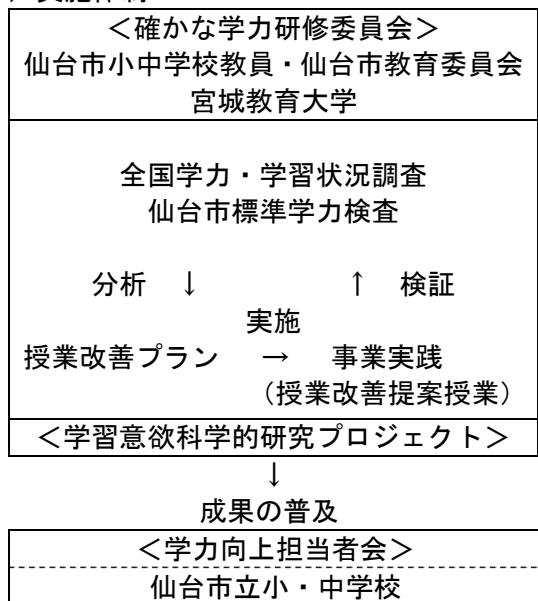 ＜確かな学力研修委員会＞
仙台市小中学校教員・仙台市教育委員会
宮城教育大学
全国学力・学習状況調査
仙台市標準学力検査
分析 ↓ ↑ 検証
実施
授業改善プラン → 事業実践
（授業改善提案授業）
＜学習意欲科学的研究プロジェクト＞
↓
成果の普及
＜学力向上担当者会＞
仙台市立小・中学校